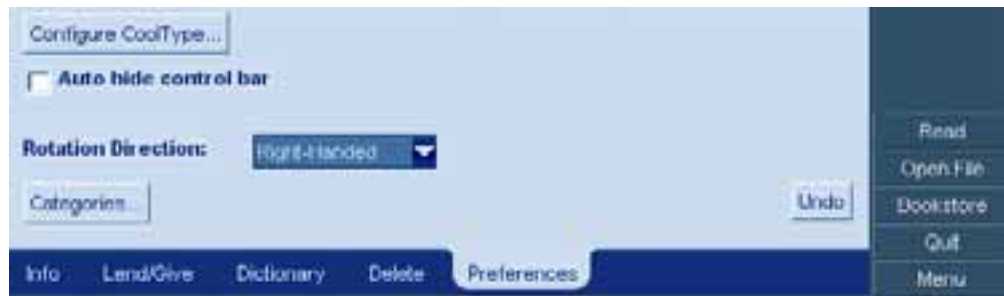 Configure CoolType...
Auto hide control bar
Rotation Direction: Right-Handed
Categories...
Undo
Info Lend/Give Dictionary Delete Preferences
Read
Open File
Bookstore
Quit
Menu